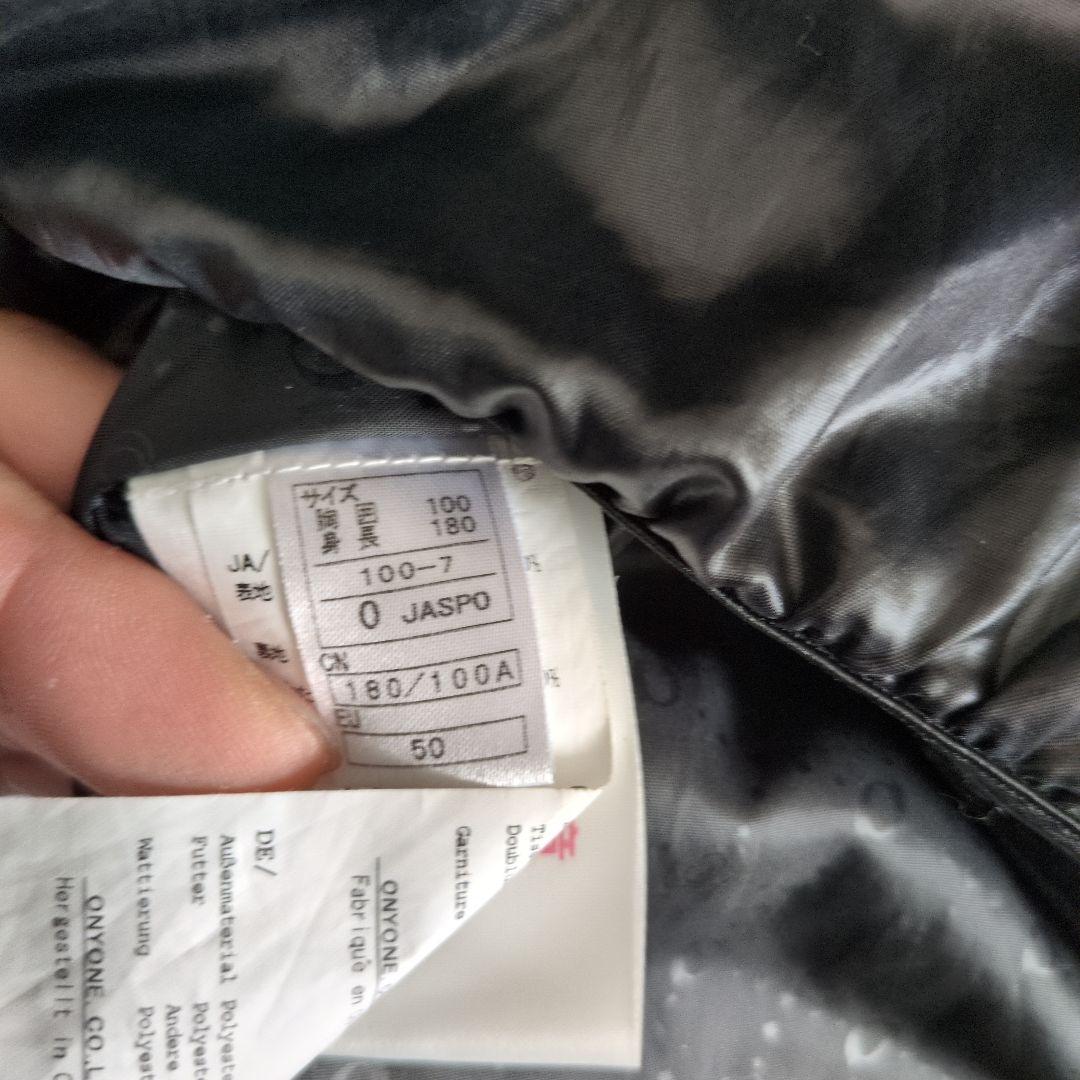 サイズ
胸囲 100
身長 180
100-7
O JASPO
CN
180/100A
EU
50
JA/
DE/
Außenmaterial Polyeste
Futter Polyest
Andere
Wattierung Polyest
ONYONE CO.,L
Hergestellt in C
Doubl
Garniture
ONYONE
Fabriqué en